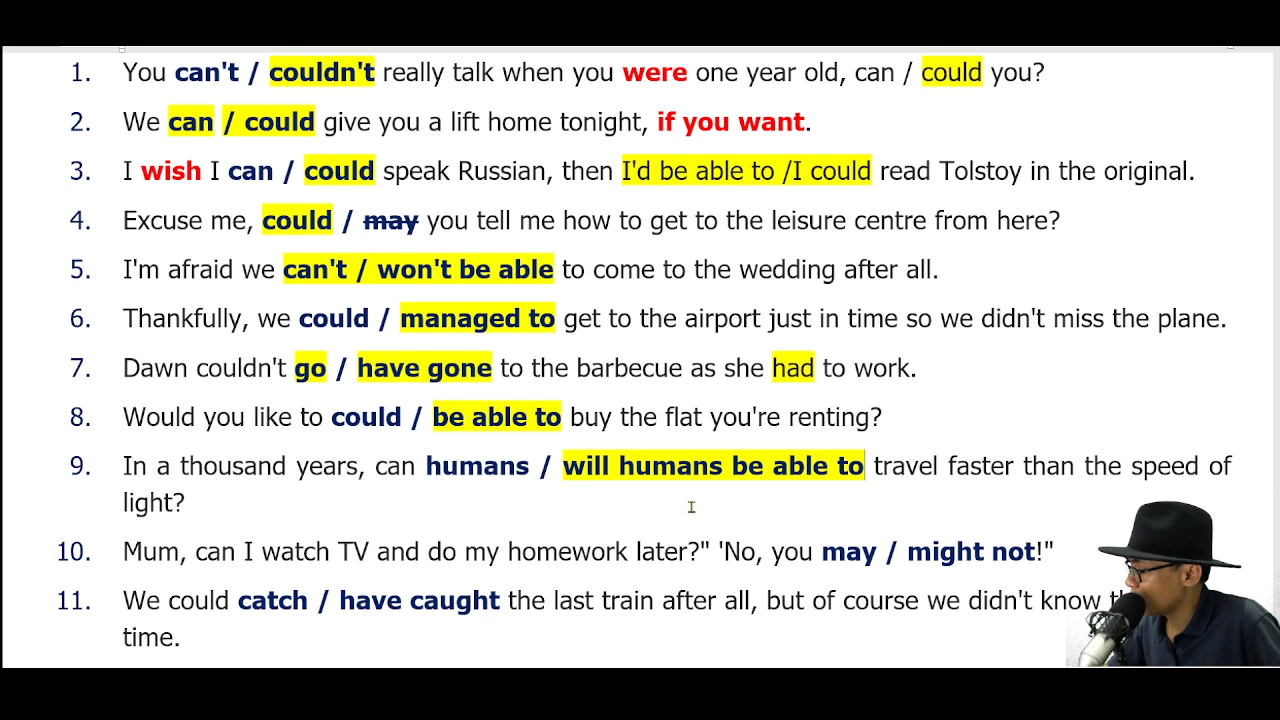 1. You can't / couldn't really talk when you were one year old, can / could you?
2. We can / could give you a lift home tonight, if you want.
3. I wish I can / could speak Russian, then I'd be able to /I could read Tolstoy in the original.
4. Excuse me, could / may you tell me how to get to the leisure centre from here?
5. I'm afraid we can't / won't be able to come to the wedding after all.
6. Thankfully, we could / managed to get to the airport just in time so we didn't miss the plane.
7. Dawn couldn't go / have gone to the barbecue as she had to work.
8. Would you like to could / be able to buy the flat you're renting?
9. In a thousand years, can humans / will humans be able to travel faster than the speed of
light?
10. Mum, can I watch TV and do my homework later?" 'No, you may / might not!"
11. We could catch / have caught the last train after all, but of course we didn't know
time.